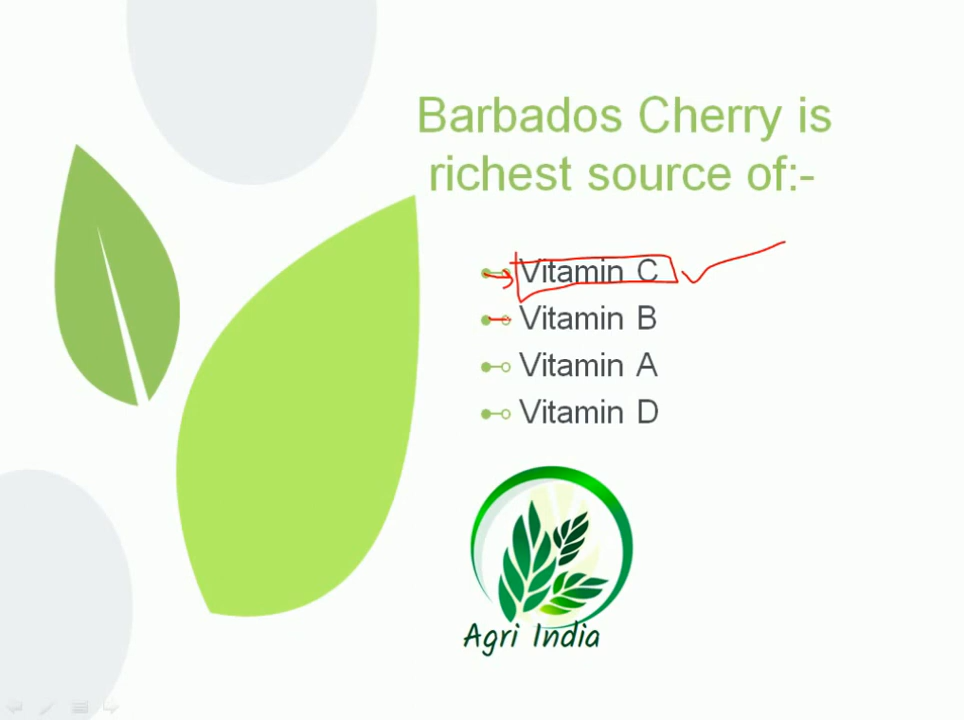 Barbados Cherry is
richest source of:-
Vitamin C
Vitamin B
Vitamin A
Vitamin D
Agri India